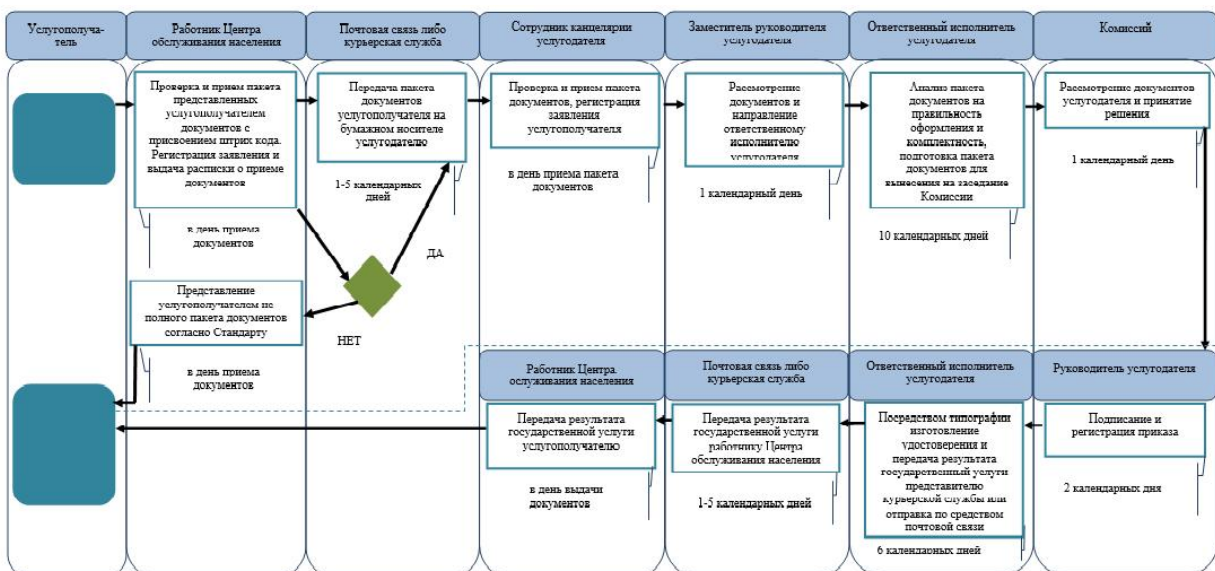 Услугополуча-
тель
Работник Центра
обслуживания населения
Почтовая связь либо
курьерская служба
Сотрудник канцелярии
услугодателя
Заместитель руководителя
услугодателя
Ответственный исполнитель
услугодателя
Комиссий
Проверка и прием пакета
представленных
услугополучателем
документов с
присвоением штрих кода.
Регистрация заявления и
выдача расписки о приеме
документов
в день приема
документов
Передача пакета
документов
услугополучателя на
бумажном носителе
услугодателю
1-5 календарных
дней
Проверка и прием пакета
документов, регистрация
заявления
услугополучателя
в день приема пакета
документов
Рассмотрение
документов и
направление
ответственному
исполнителю
услугодателя
1 календарный день
Анализ пакета
документов на
правильность
оформления и
комплектность,
подготовка пакета
документов для
вынесения на заседание
Комиссии
10 календарных дней
Рассмотрение документов
услугодателя и принятие
решения
1 календарный день
ДА
НЕТ
Представление
услугополучателем не
полного пакета документов
согласно Стандарту
в день приема
документов
Работник Центра
ослуживания населения
Почтовая связь либо
курьерская служба
Ответственный исполнитель
услугодателя
Руководитель услугодателя
Передача результата
государственной услуги
услугополучателю
в день выдачи
документов
Передача результата
государственной услуги
работнику Центра
обслуживания населения
1-5 календарных дней
Посредством типографии
изготовление
удостоверения и
передача результата
государственный услуги
представителю
курьерской службы или
отправка по средством
почтовой связи
6 календарных дней
Подписание и
регистрация приказа
2 календарных дня